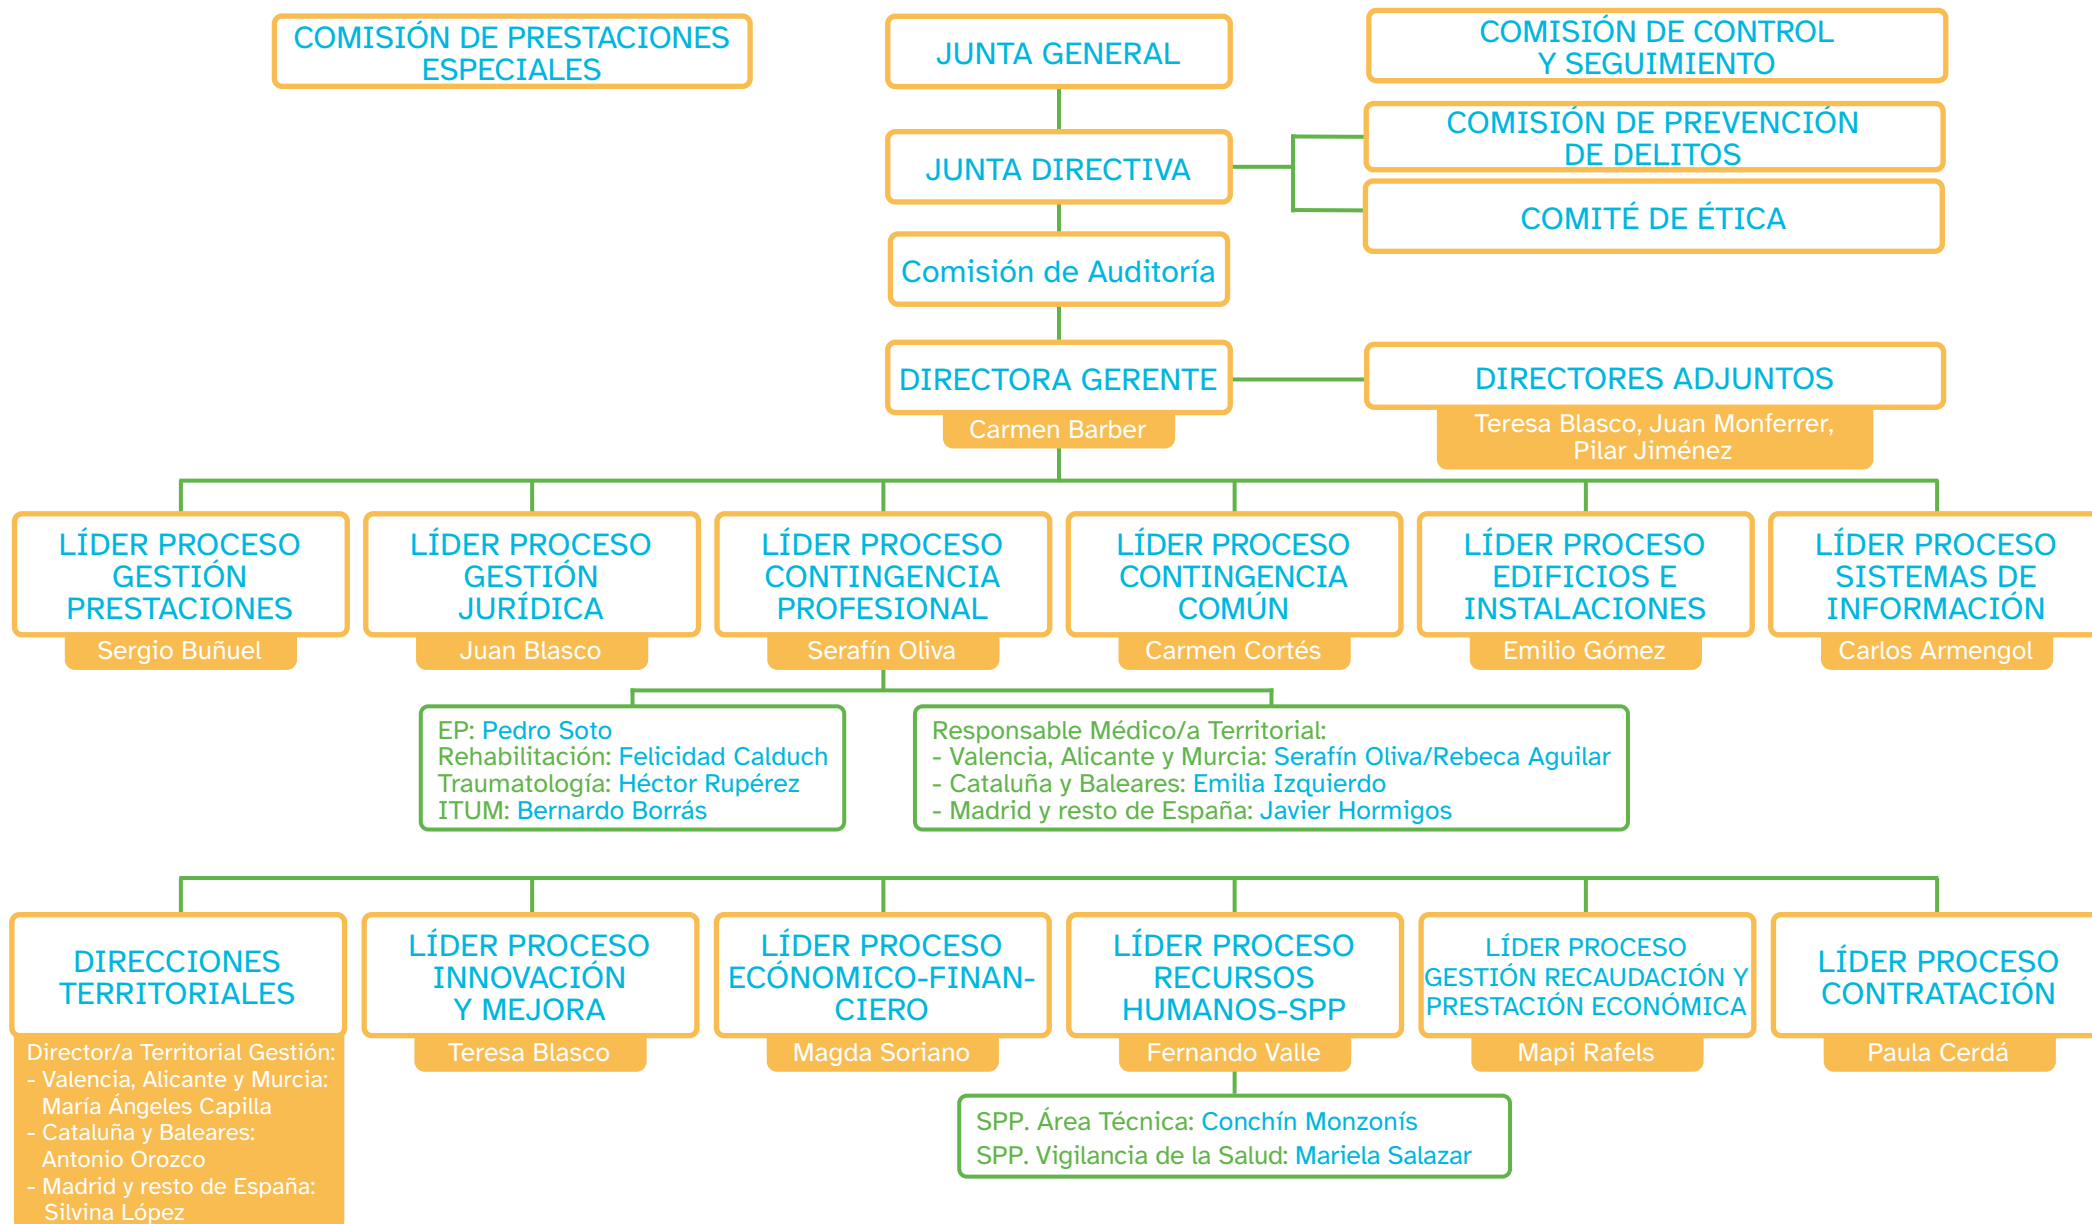 COMISIÓN DE PRESTACIONES
ESPECIALES
JUNTA GENERAL
COMISIÓN DE CONTROL
Y SEGUIMIENTO
COMISIÓN DE PREVENCIÓN
DE DELITOS
JUNTA DIRECTIVA
COMITÉ DE ÉTICA
Comisión de Auditoría
DIRECTORA GERENTE
Carmen Barber
DIRECTORES ADJUNTOS
Teresa Blasco, Juan Monferrer,
Pilar Jiménez
LÍDER PROCESO
GESTIÓN
PRESTACIONES
Sergio Buñuel
LÍDER PROCESO
GESTIÓN
JURÍDICA
Juan Blasco
LÍDER PROCESO
CONTINGENCIA
PROFESIONAL
Serafín Oliva
LÍDER PROCESO
CONTINGENCIA
COMÚN
Carmen Cortés
LÍDER PROCESO
EDIFICIOS E
INSTALACIONES
Emilio Gómez
LÍDER PROCESO
SISTEMAS DE
INFORMACIÓN
Carlos Armengol
EP: Pedro Soto
Rehabilitación: Felicidad Calduch
Traumatología: Héctor Rupérez
ITUM: Bernardo Borrás
Responsable Médico/a Territorial:
- Valencia, Alicante y Murcia: Serafín Oliva/Rebeca Aguilar
- Cataluña y Baleares: Emilia Izquierdo
- Madrid y resto de España: Javier Hormigos
DIRECCIONES
TERRITORIALES
Director/a Territorial Gestión:
- Valencia, Alicante y Murcia:
María Ángeles Capilla
- Cataluña y Baleares:
Antonio Orozco
- Madrid y resto de España:
Silvina López
LÍDER PROCESO
INNOVACIÓN
Y MEJORA
Teresa Blasco
LÍDER PROCESO
ECÓNOMICO-FINAN-
CIERO
Magda Soriano
LÍDER PROCESO
RECURSOS
HUMANOS-SPP
Fernando Valle
LÍDER PROCESO
GESTIÓN RECAUDACIÓN Y
PRESTACIÓN ECONÓMICA
Mapi Rafels
LÍDER PROCESO
CONTRATACIÓN
Paula Cerdá
SPP. Área Técnica: Conchín Monzonís
SPP. Vigilancia de la Salud: Mariela Salazar